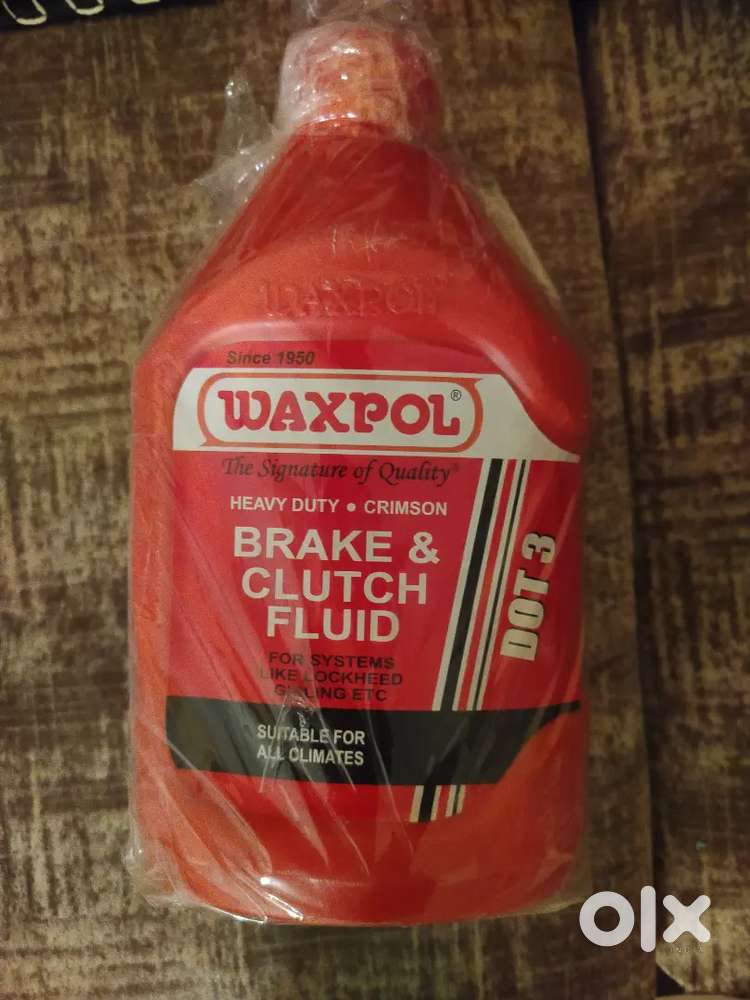 WAXPOL
Since 1950
WAXPOL®
The Signature of Quality®
HEAVY DUTY • CRIMSON
BRAKE &
CLUTCH
FLUID
FOR SYSTEMS
LIKE LOCKHEED
ETC
SUITABLE FOR
ALL CLIMATES
DOT 3
olx
INDIA